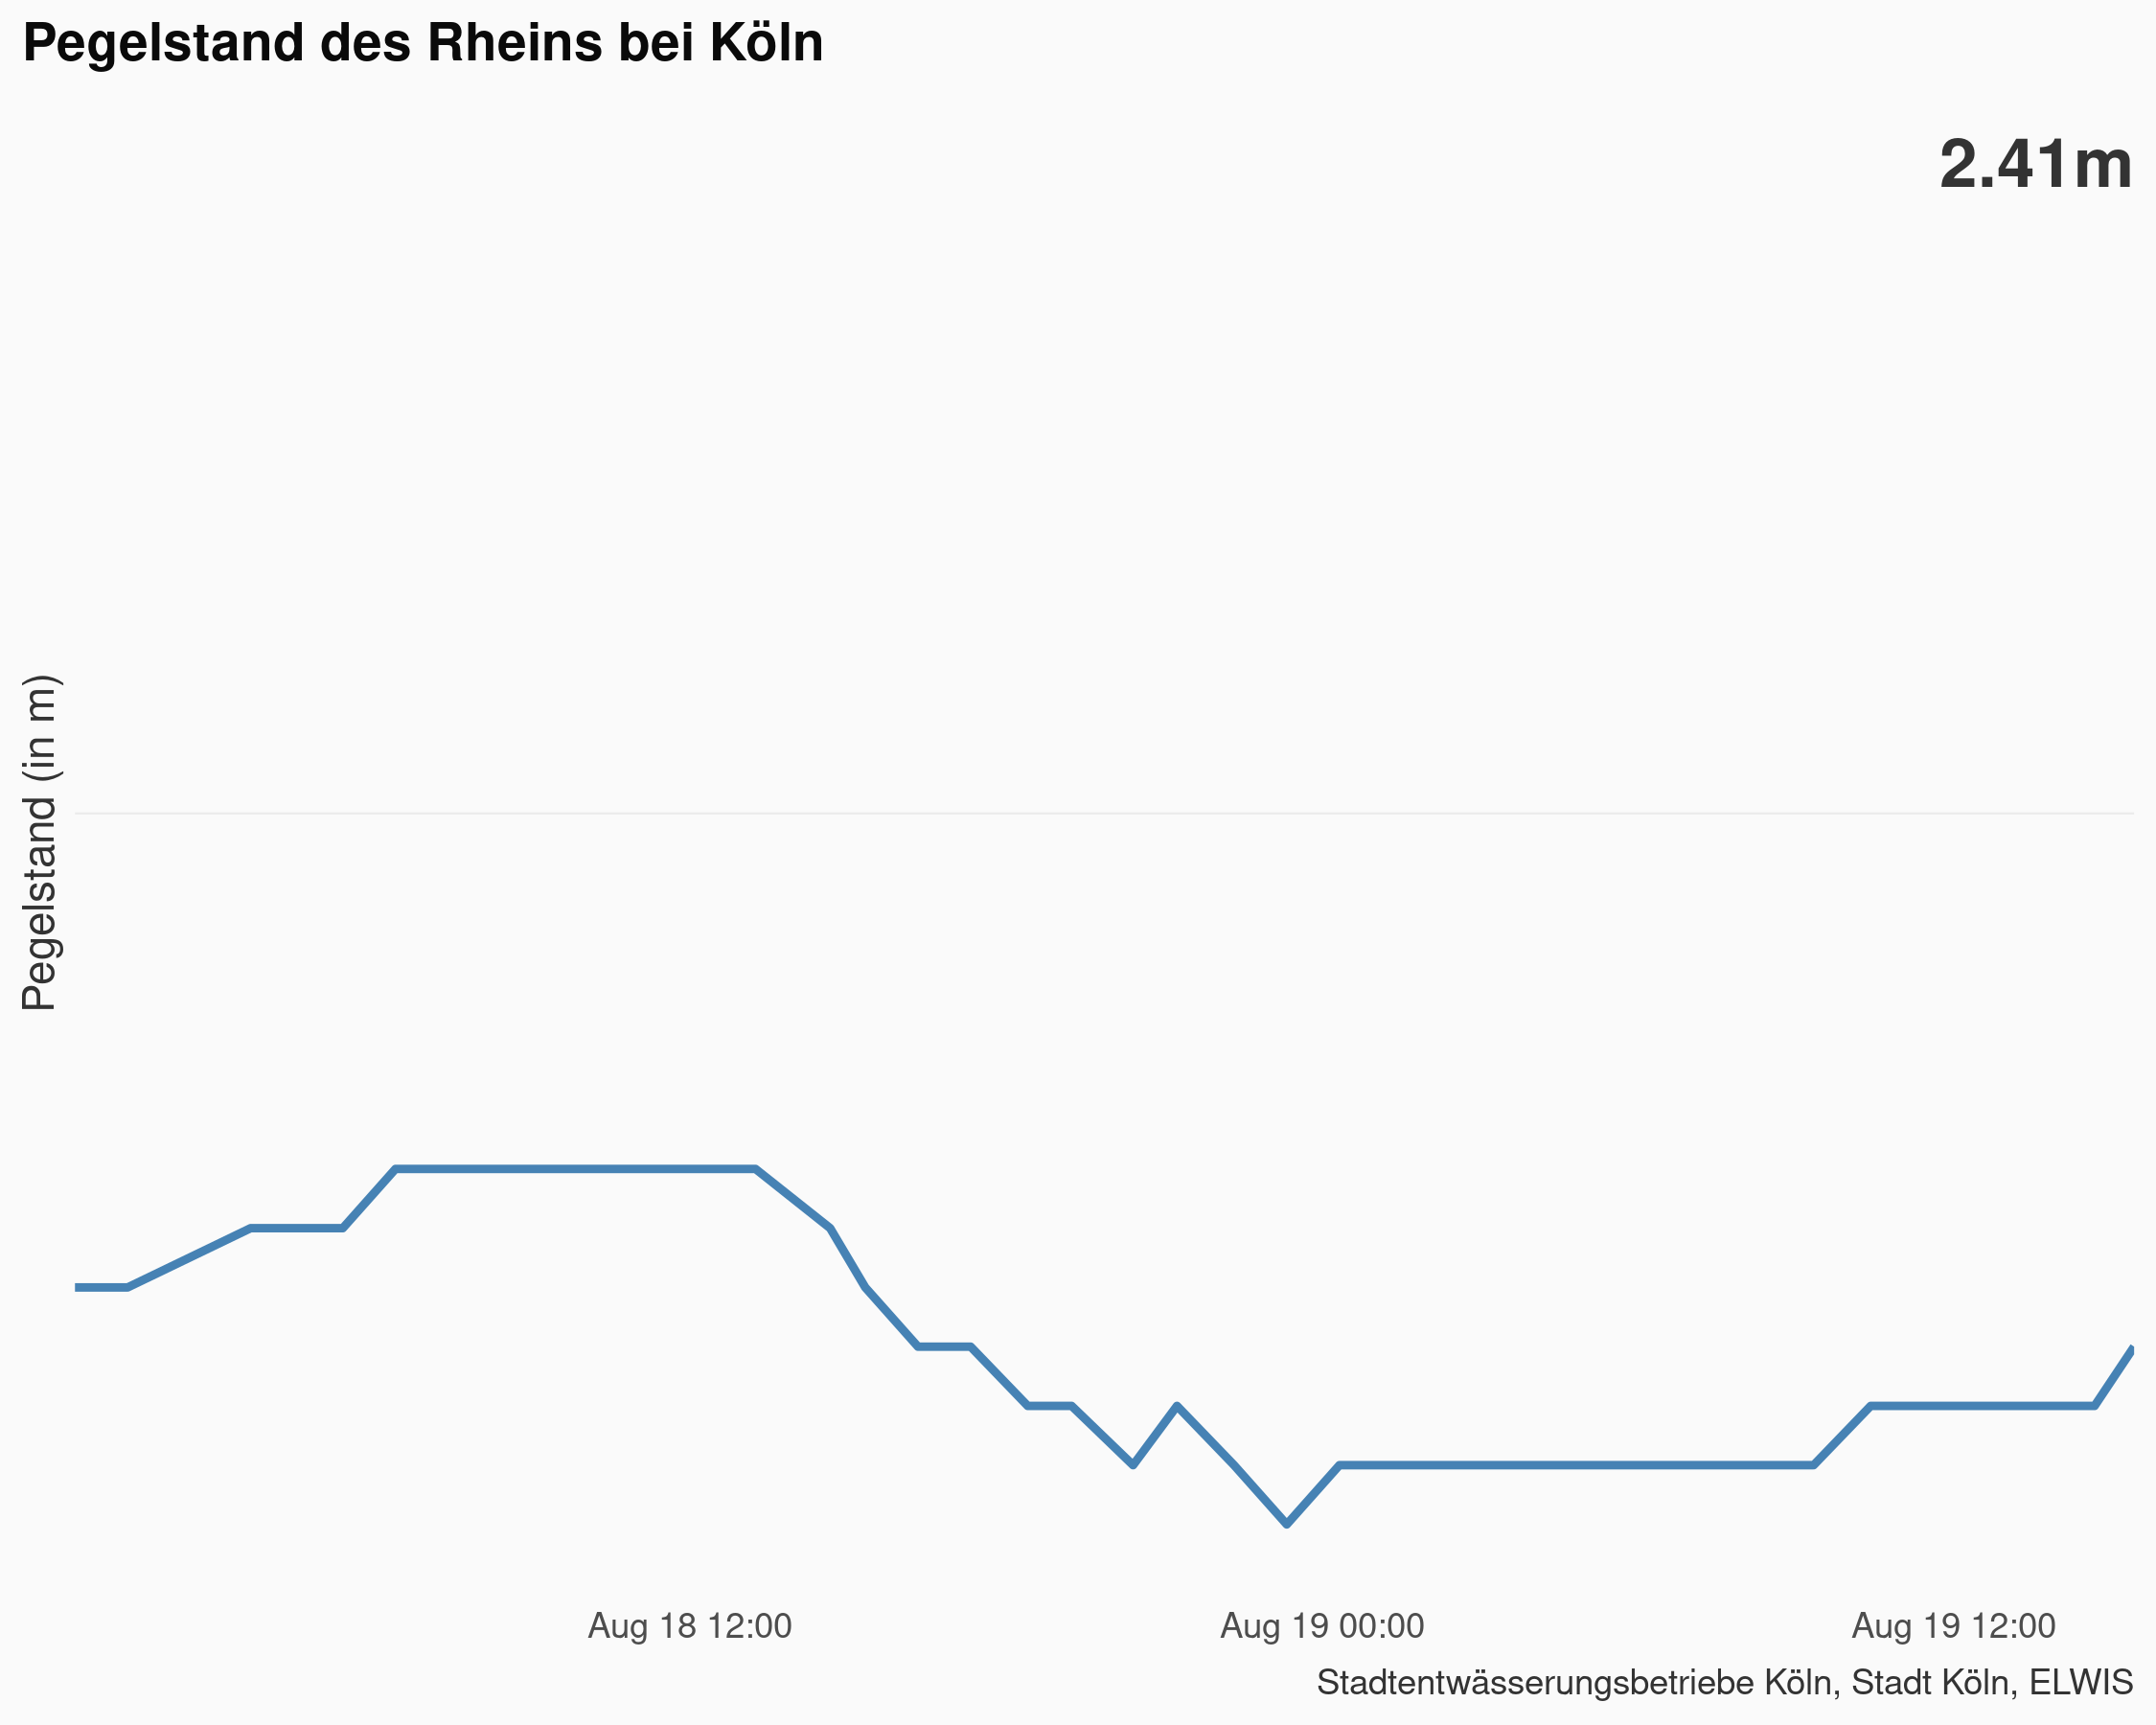 Pegelstand des Rheins bei Köln
2.41m
Pegelstand (in m)
Aug 18 12:00
Aug 19 00:00
Aug 19 12:00
Stadtentwässerungsbetriebe Köln, Stadt Köln, ELWIS